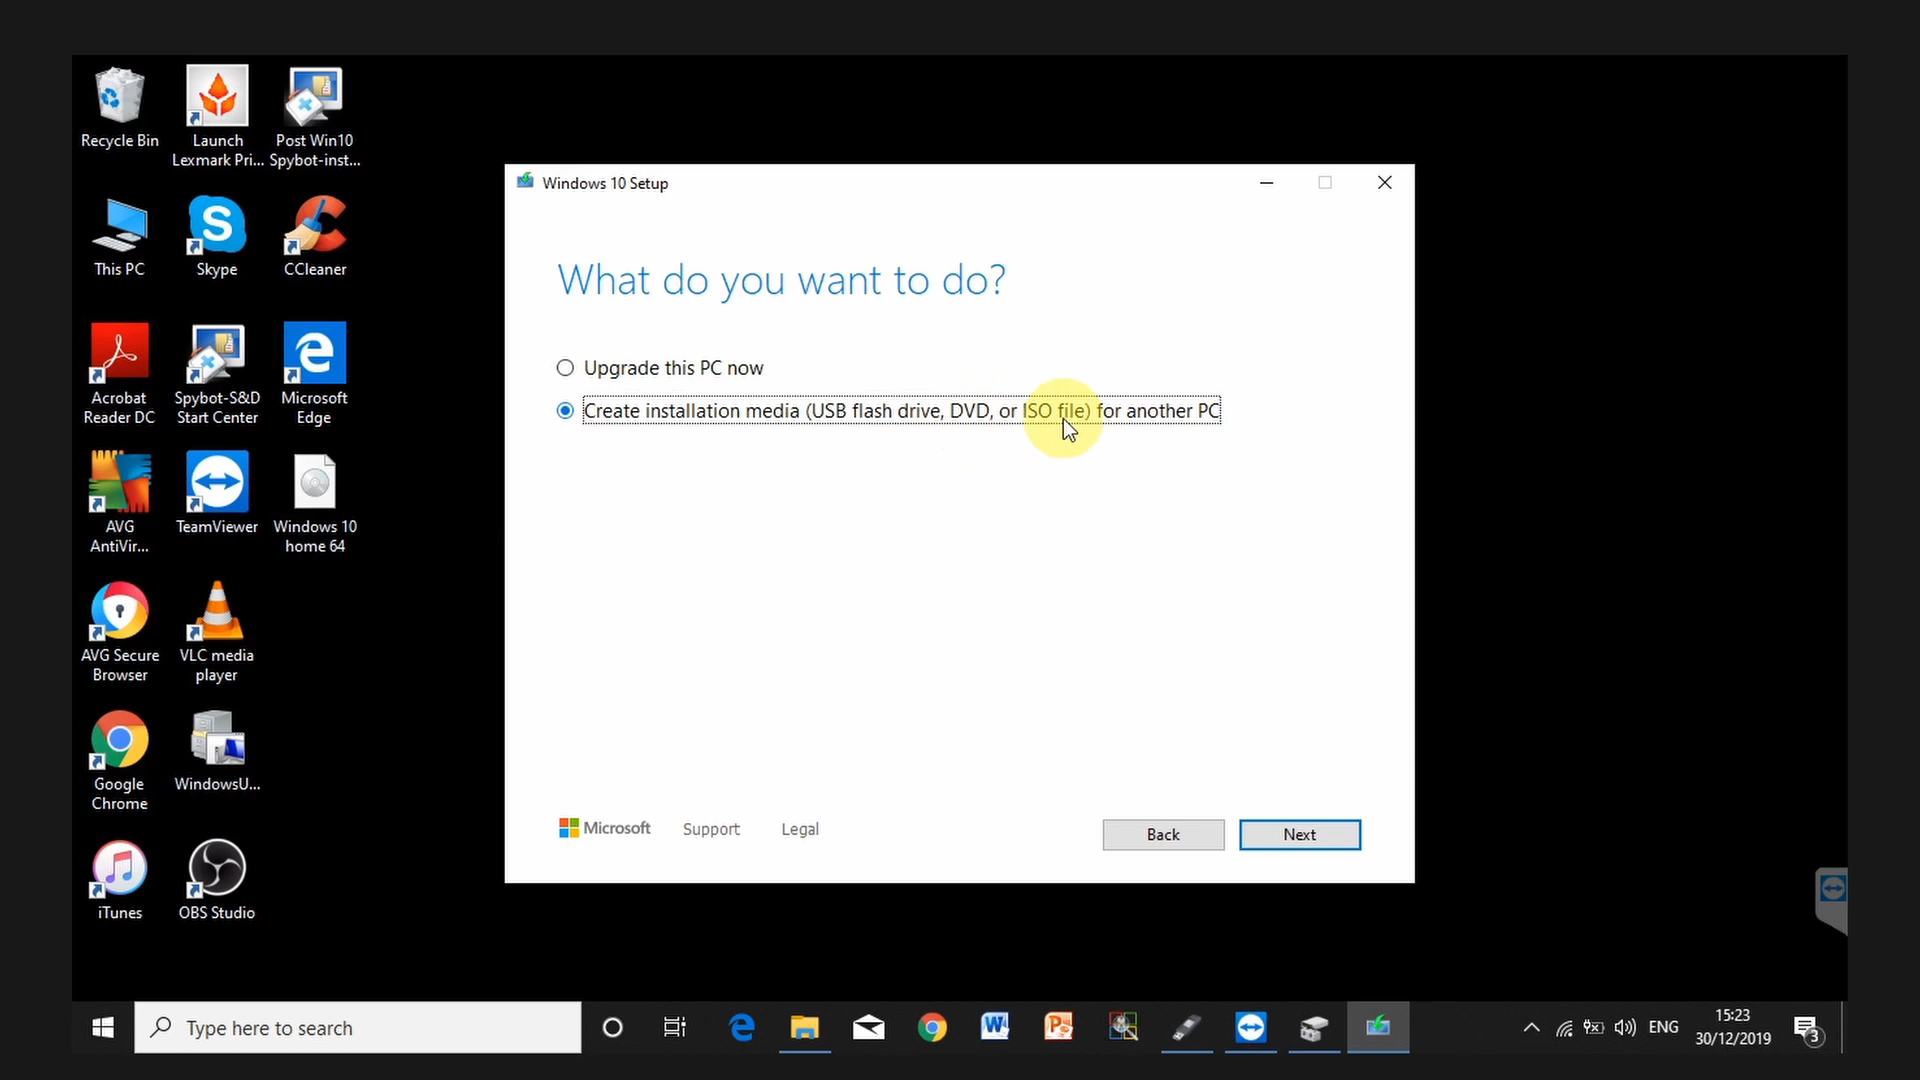 Recycle Bin
Launch
Lexmark Pri...
Post Win10
Spybot-inst...
This PC
Skype
CCleaner
Acrobat
Reader DC
Spybot-S&D
Start Center
Microsoft
Edge
AVG
AntiVir...
TeamViewer
Windows 10
home 64
AVG Secure
Browser
VLC media
player
Google
Chrome
WindowsU...
iTunes
OBS Studio
Windows 10 Setup
What do you want to do?
Upgrade this PC now
Create installation media (USB flash drive, DVD, or ISO file) for another PC
Microsoft
Support
Legal
Back
Next
Type here to search
ENG
15:23
30/12/2019
3